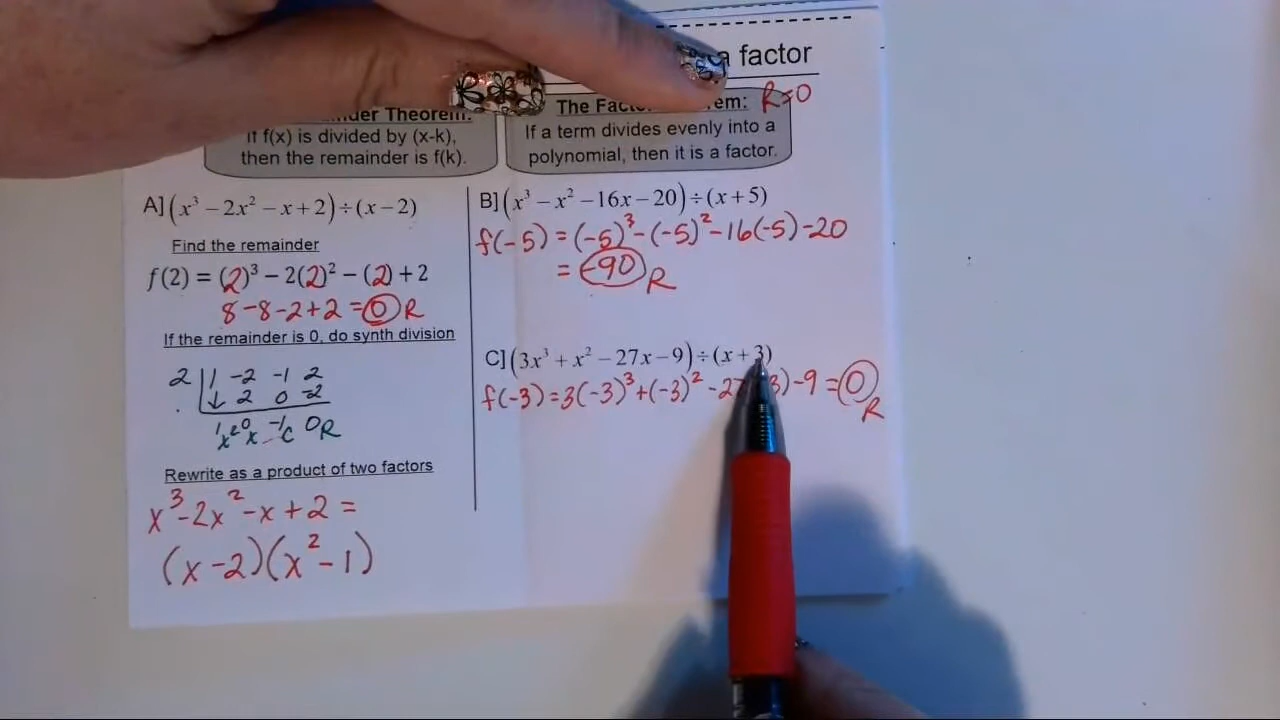 a factor
inder Theorem:
If f(x) is divided by (x-k),
then the remainder is f(k).
The Fac em: R=0
If a term divides evenly into a
polynomial, then it is a factor.
A] (x³ − 2x² − x + 2) ÷ (x − 2)
Find the remainder
f(2) = (2)³ − 2(2)² − (2) + 2
8 - 8 - 2 + 2 = 0 R
If the remainder is 0, do synth division
2 | 1 -2 -1 2
↓ 2 0 -2
1x² 0x -1c 0R
Rewrite as a product of two factors
x³ - 2x² - x + 2 =
(x - 2)(x² - 1)
B] (x³ − x² − 16x − 20) ÷ (x + 5)
f(-5) = (-5)³ - (-5)² - 16(-5) - 20
= -90 R
C] (3x³ + x² − 27x − 9) ÷ (x + 3)
f(-3) = 3(-3)³ + (-3)² - 27 3) - 9 = 0
R